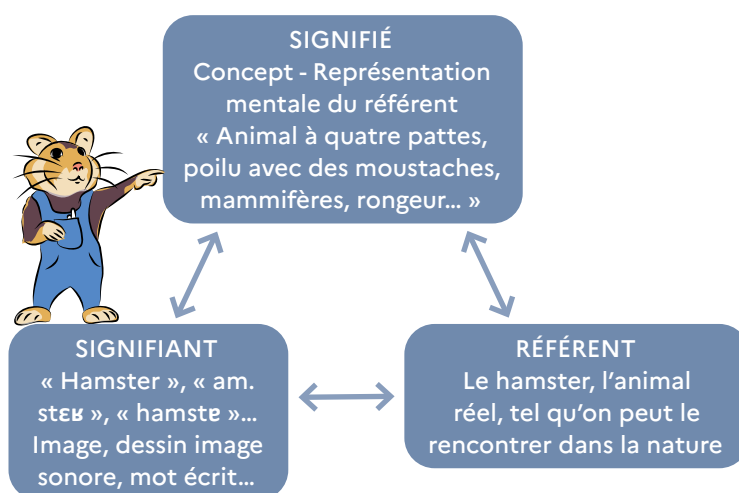 SIGNIFIÉ
Concept - Représentation
mentale du référent
« Animal à quatre pattes,
poilu avec des moustaches,
mammifères, rongeur... »
SIGNIFIANT
« Hamster », « am.
stɛʁ », « hamstɐ »...
Image, dessin image
sonore, mot écrit...
RÉFÉRENT
Le hamster, l’animal
réel, tel qu’on peut le
rencontrer dans la nature